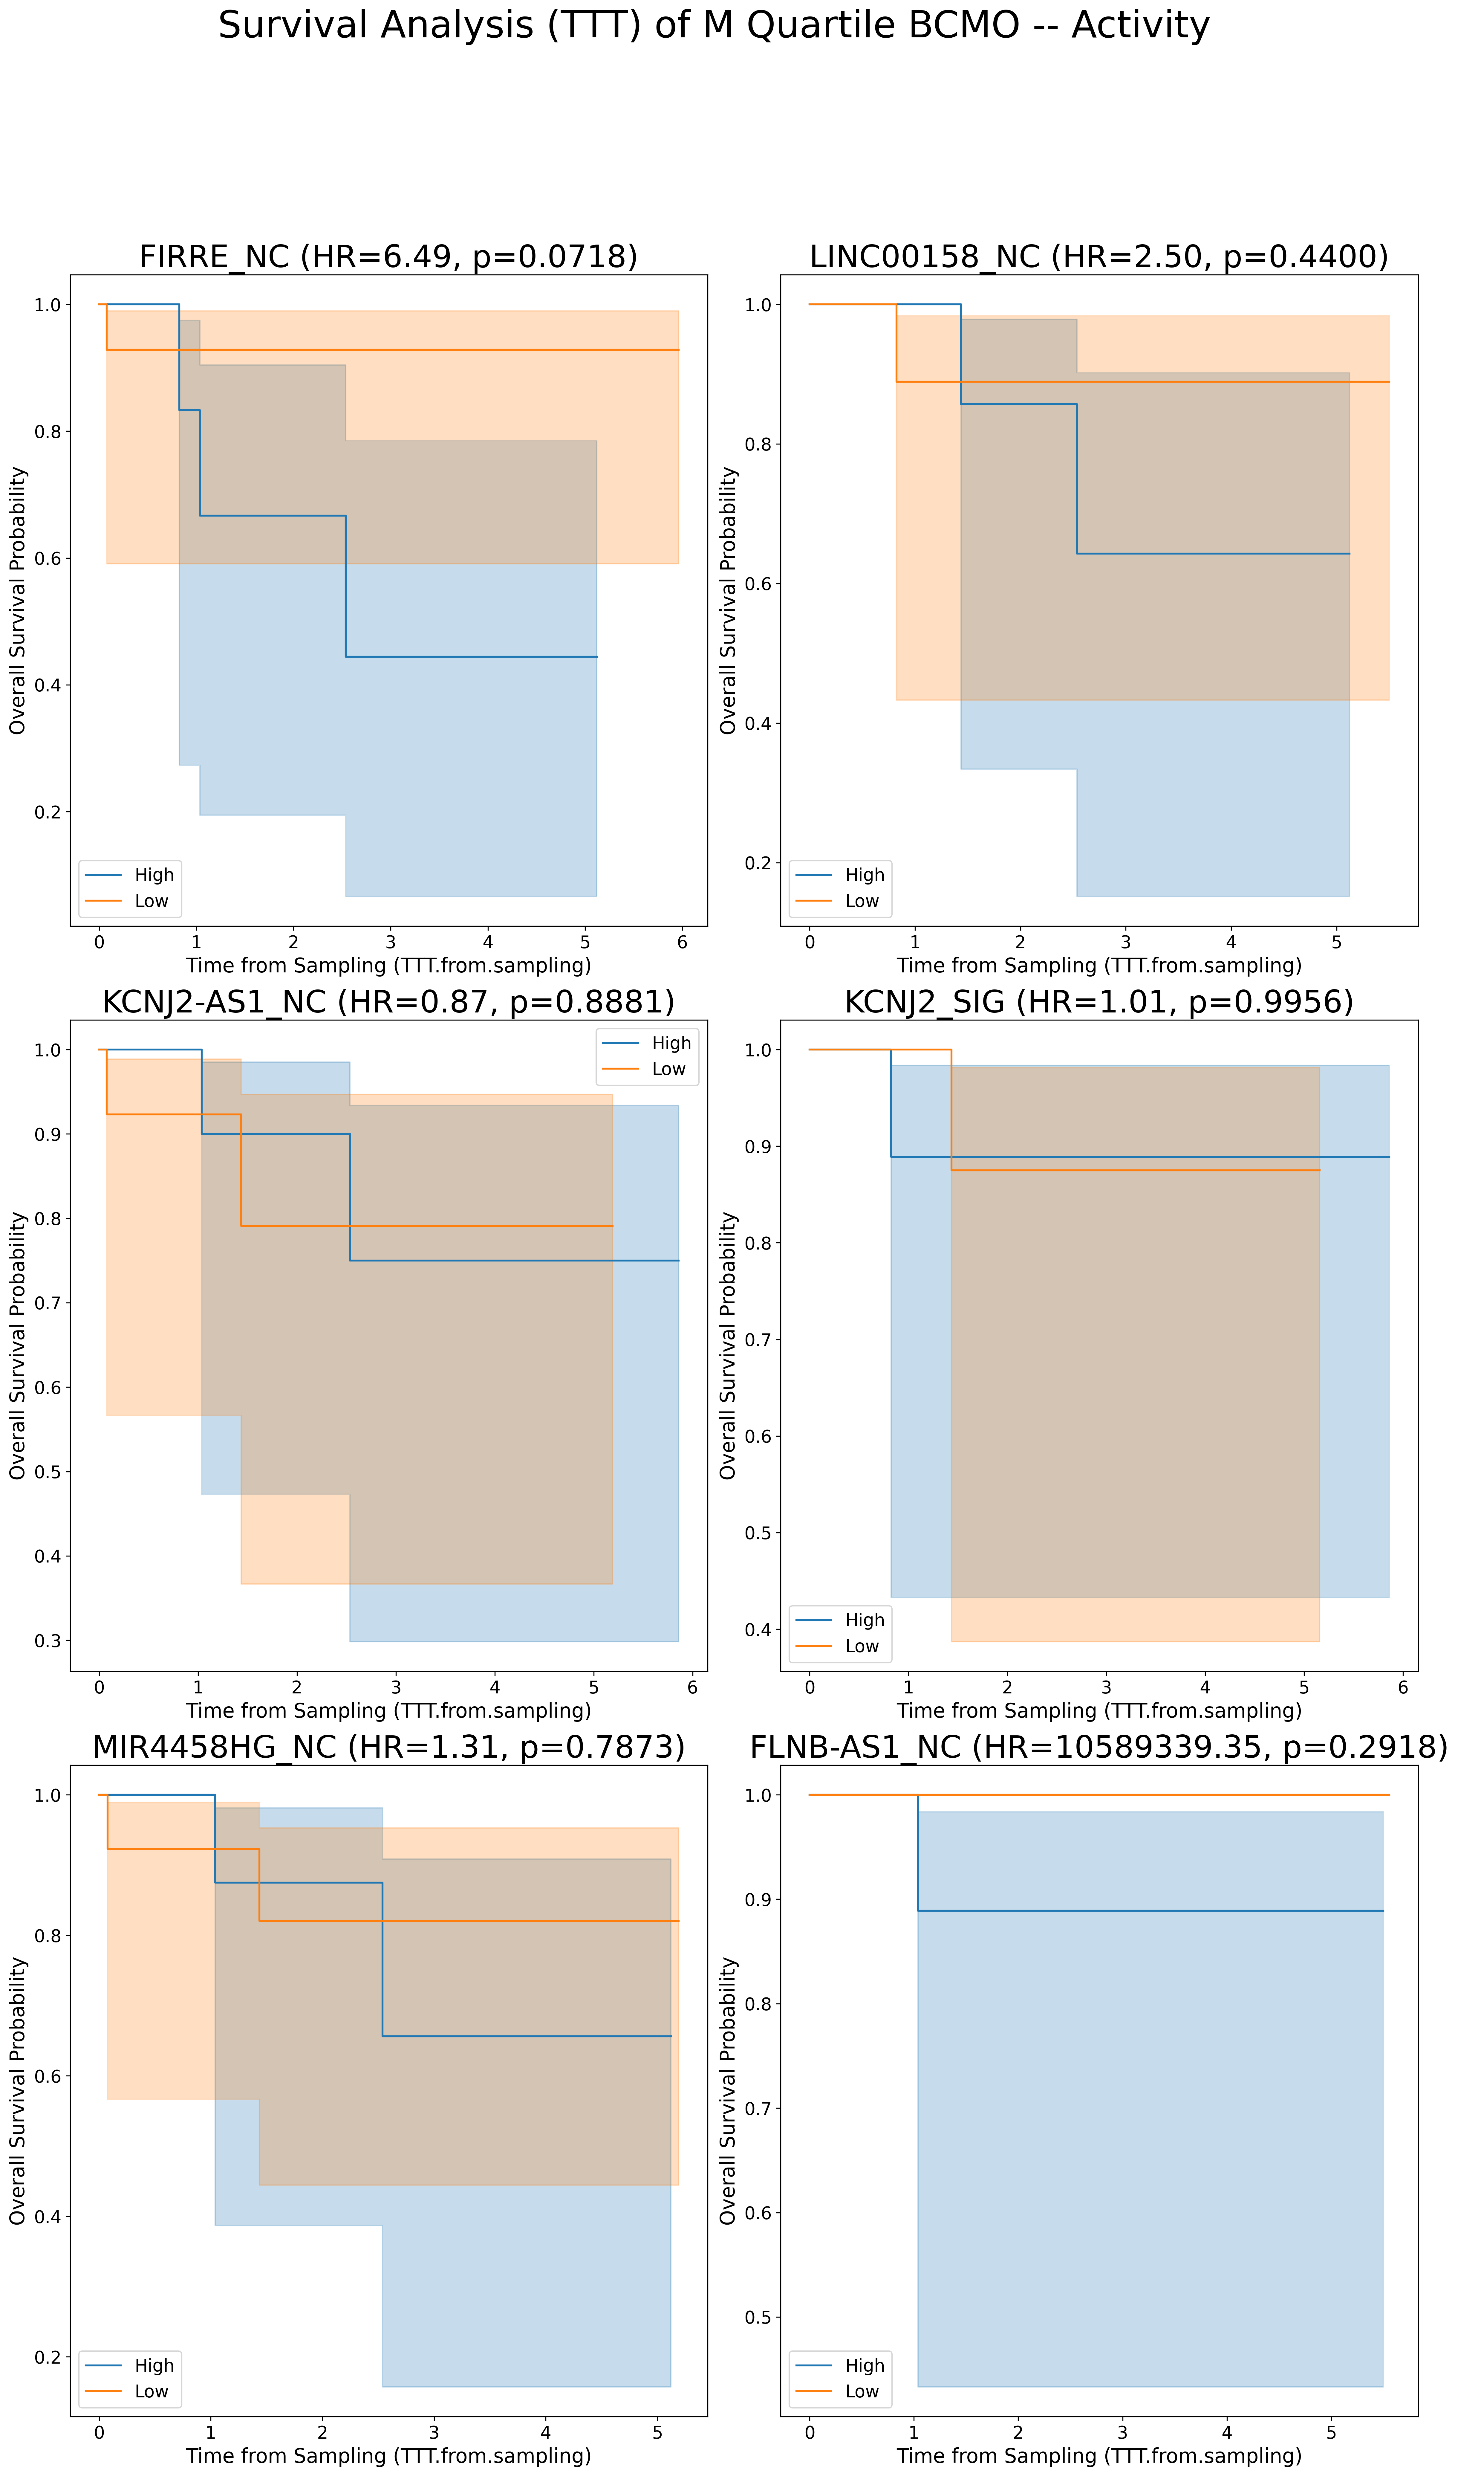 Survival Analysis (TTT) of M Quartile BCMO -- Activity
FIRRE_NC (HR=6.49, p=0.0718)
Overall Survival Probability
1.0
0.8
0.6
0.4
0.2
High
Low
0 1 2 3 4 5 6
Time from Sampling (TTT.from.sampling)
LINC00158_NC (HR=2.50, p=0.4400)
Overall Survival Probability
1.0
0.8
0.6
0.4
0.2
High
Low
0 1 2 3 4 5
Time from Sampling (TTT.from.sampling)
KCNJ2-AS1_NC (HR=0.87, p=0.8881)
Overall Survival Probability
High
Low
1.0
0.9
0.8
0.7
0.6
0.5
0.4
0.3
0 1 2 3 4 5 6
Time from Sampling (TTT.from.sampling)
KCNJ2_SIG (HR=1.01, p=0.9956)
Overall Survival Probability
1.0
0.9
0.8
0.7
0.6
0.5
0.4
High
Low
0 1 2 3 4 5 6
Time from Sampling (TTT.from.sampling)
MIR4458HG_NC (HR=1.31, p=0.7873)
Overall Survival Probability
1.0
0.8
0.6
0.4
0.2
High
Low
0 1 2 3 4 5
Time from Sampling (TTT.from.sampling)
FLNB-AS1_NC (HR=10589339.35, p=0.2918)
Overall Survival Probability
1.0
0.9
0.8
0.7
0.6
0.5
High
Low
0 1 2 3 4 5
Time from Sampling (TTT.from.sampling)